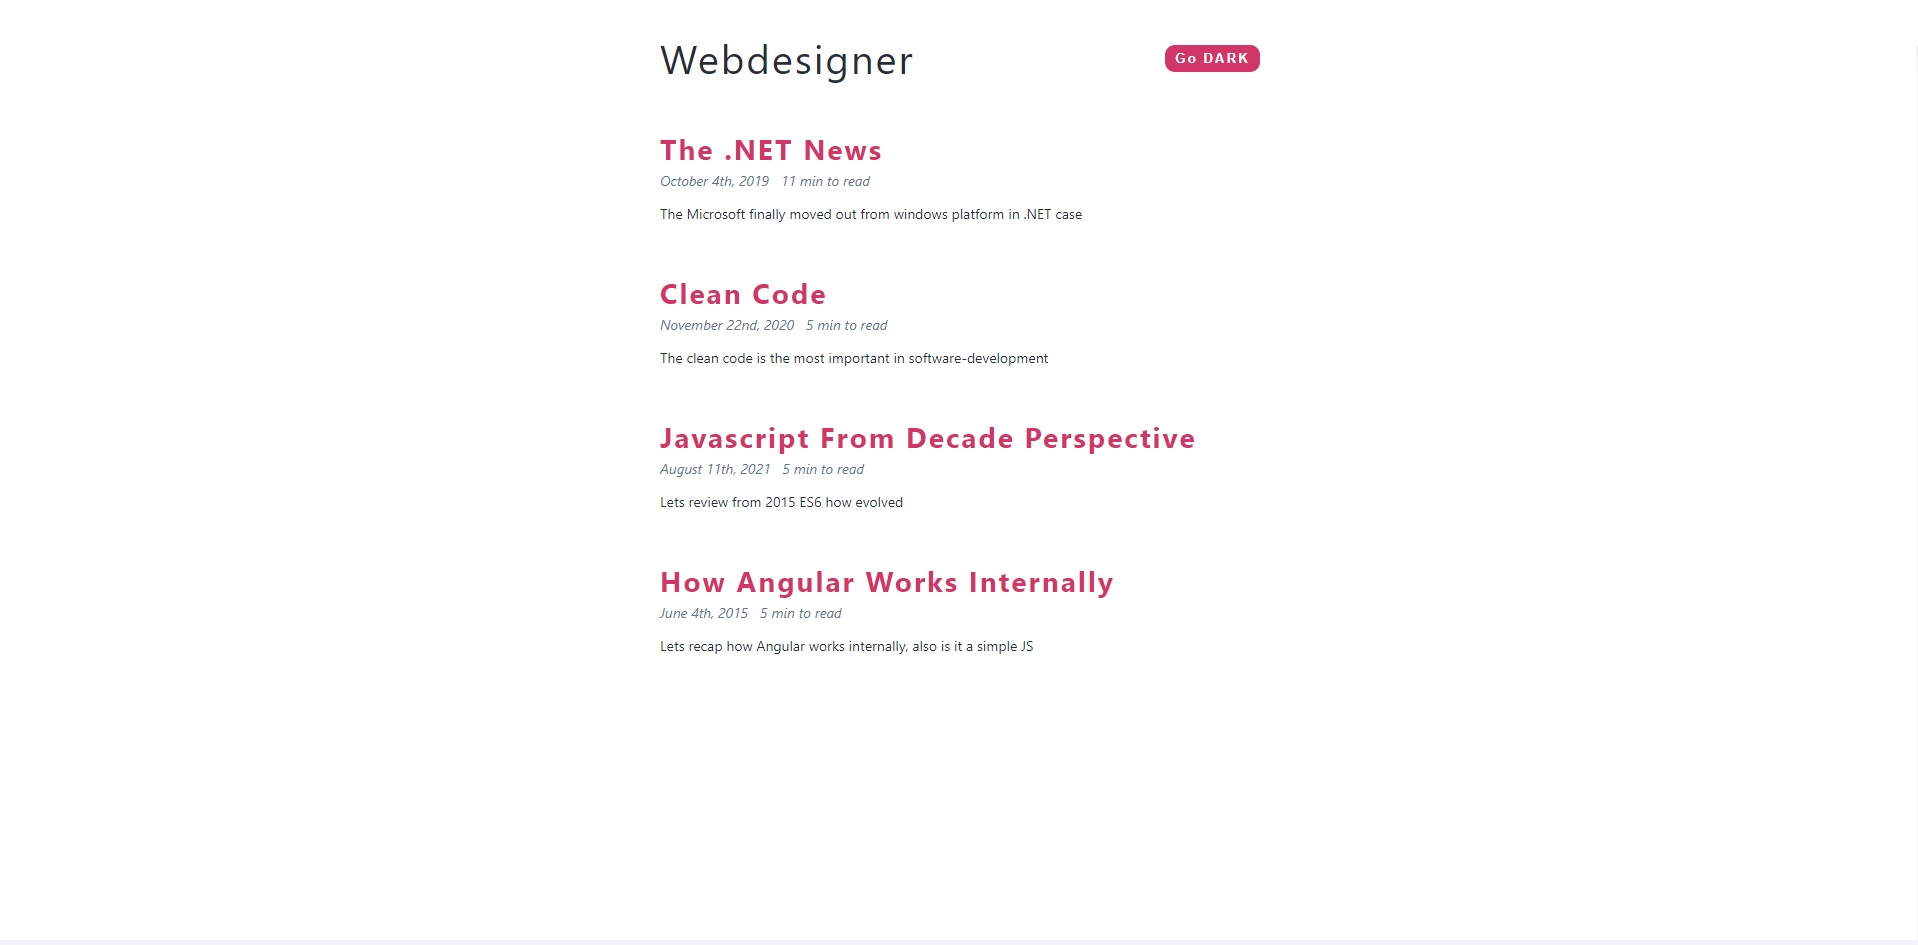 Webdesigner
Go DARK
The .NET News
October 4th, 2019 11 min to read
The Microsoft finally moved out from windows platform in .NET case
Clean Code
November 22nd, 2020 5 min to read
The clean code is the most important in software-development
Javascript From Decade Perspective
August 11th, 2021 5 min to read
Lets review from 2015 ES6 how evolved
How Angular Works Internally
June 4th, 2015 5 min to read
Lets recap how Angular works internally, also is it a simple JS